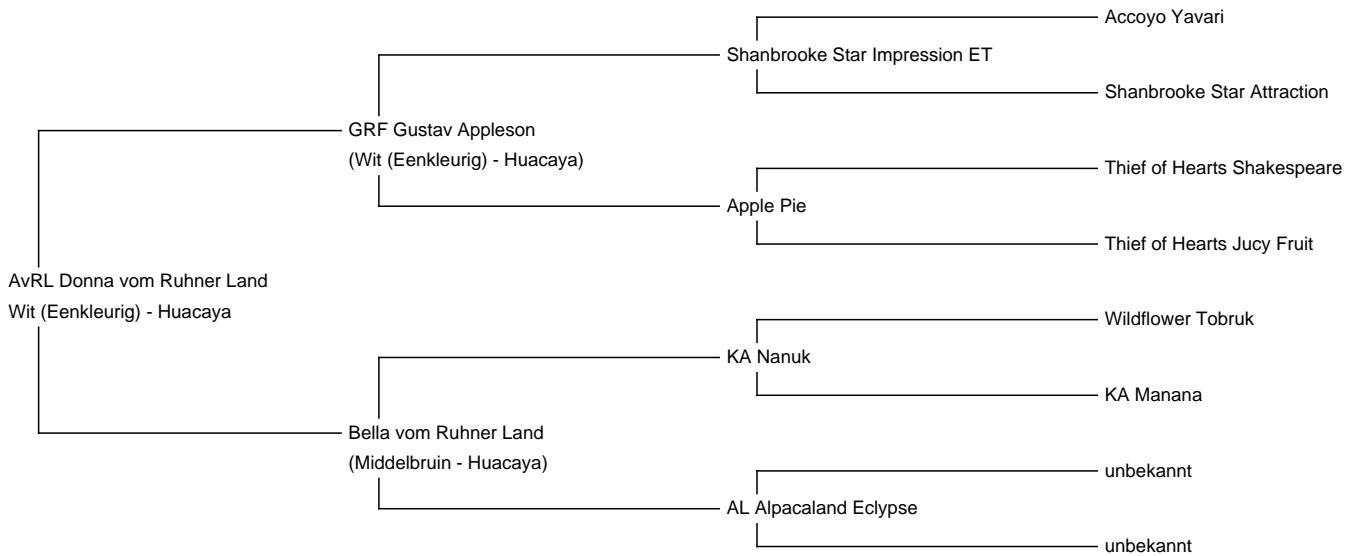 Accoyo Yavari
Shanbrooke Star Impression ET
Shanbrooke Star Attraction
GRF Gustav Appleson
(Wit (Eenkleurig) - Huacaya)
Thief of Hearts Shakespeare
Apple Pie
Thief of Hearts Jucy Fruit
AvRL Donna vom Ruhner Land
Wit (Eenkleurig) - Huacaya
Wildflower Tobruk
KA Nanuk
KA Manana
Bella vom Ruhner Land
(Middelbruin - Huacaya)
unbekannt
AL Alpacaland Eclypse
unbekannt